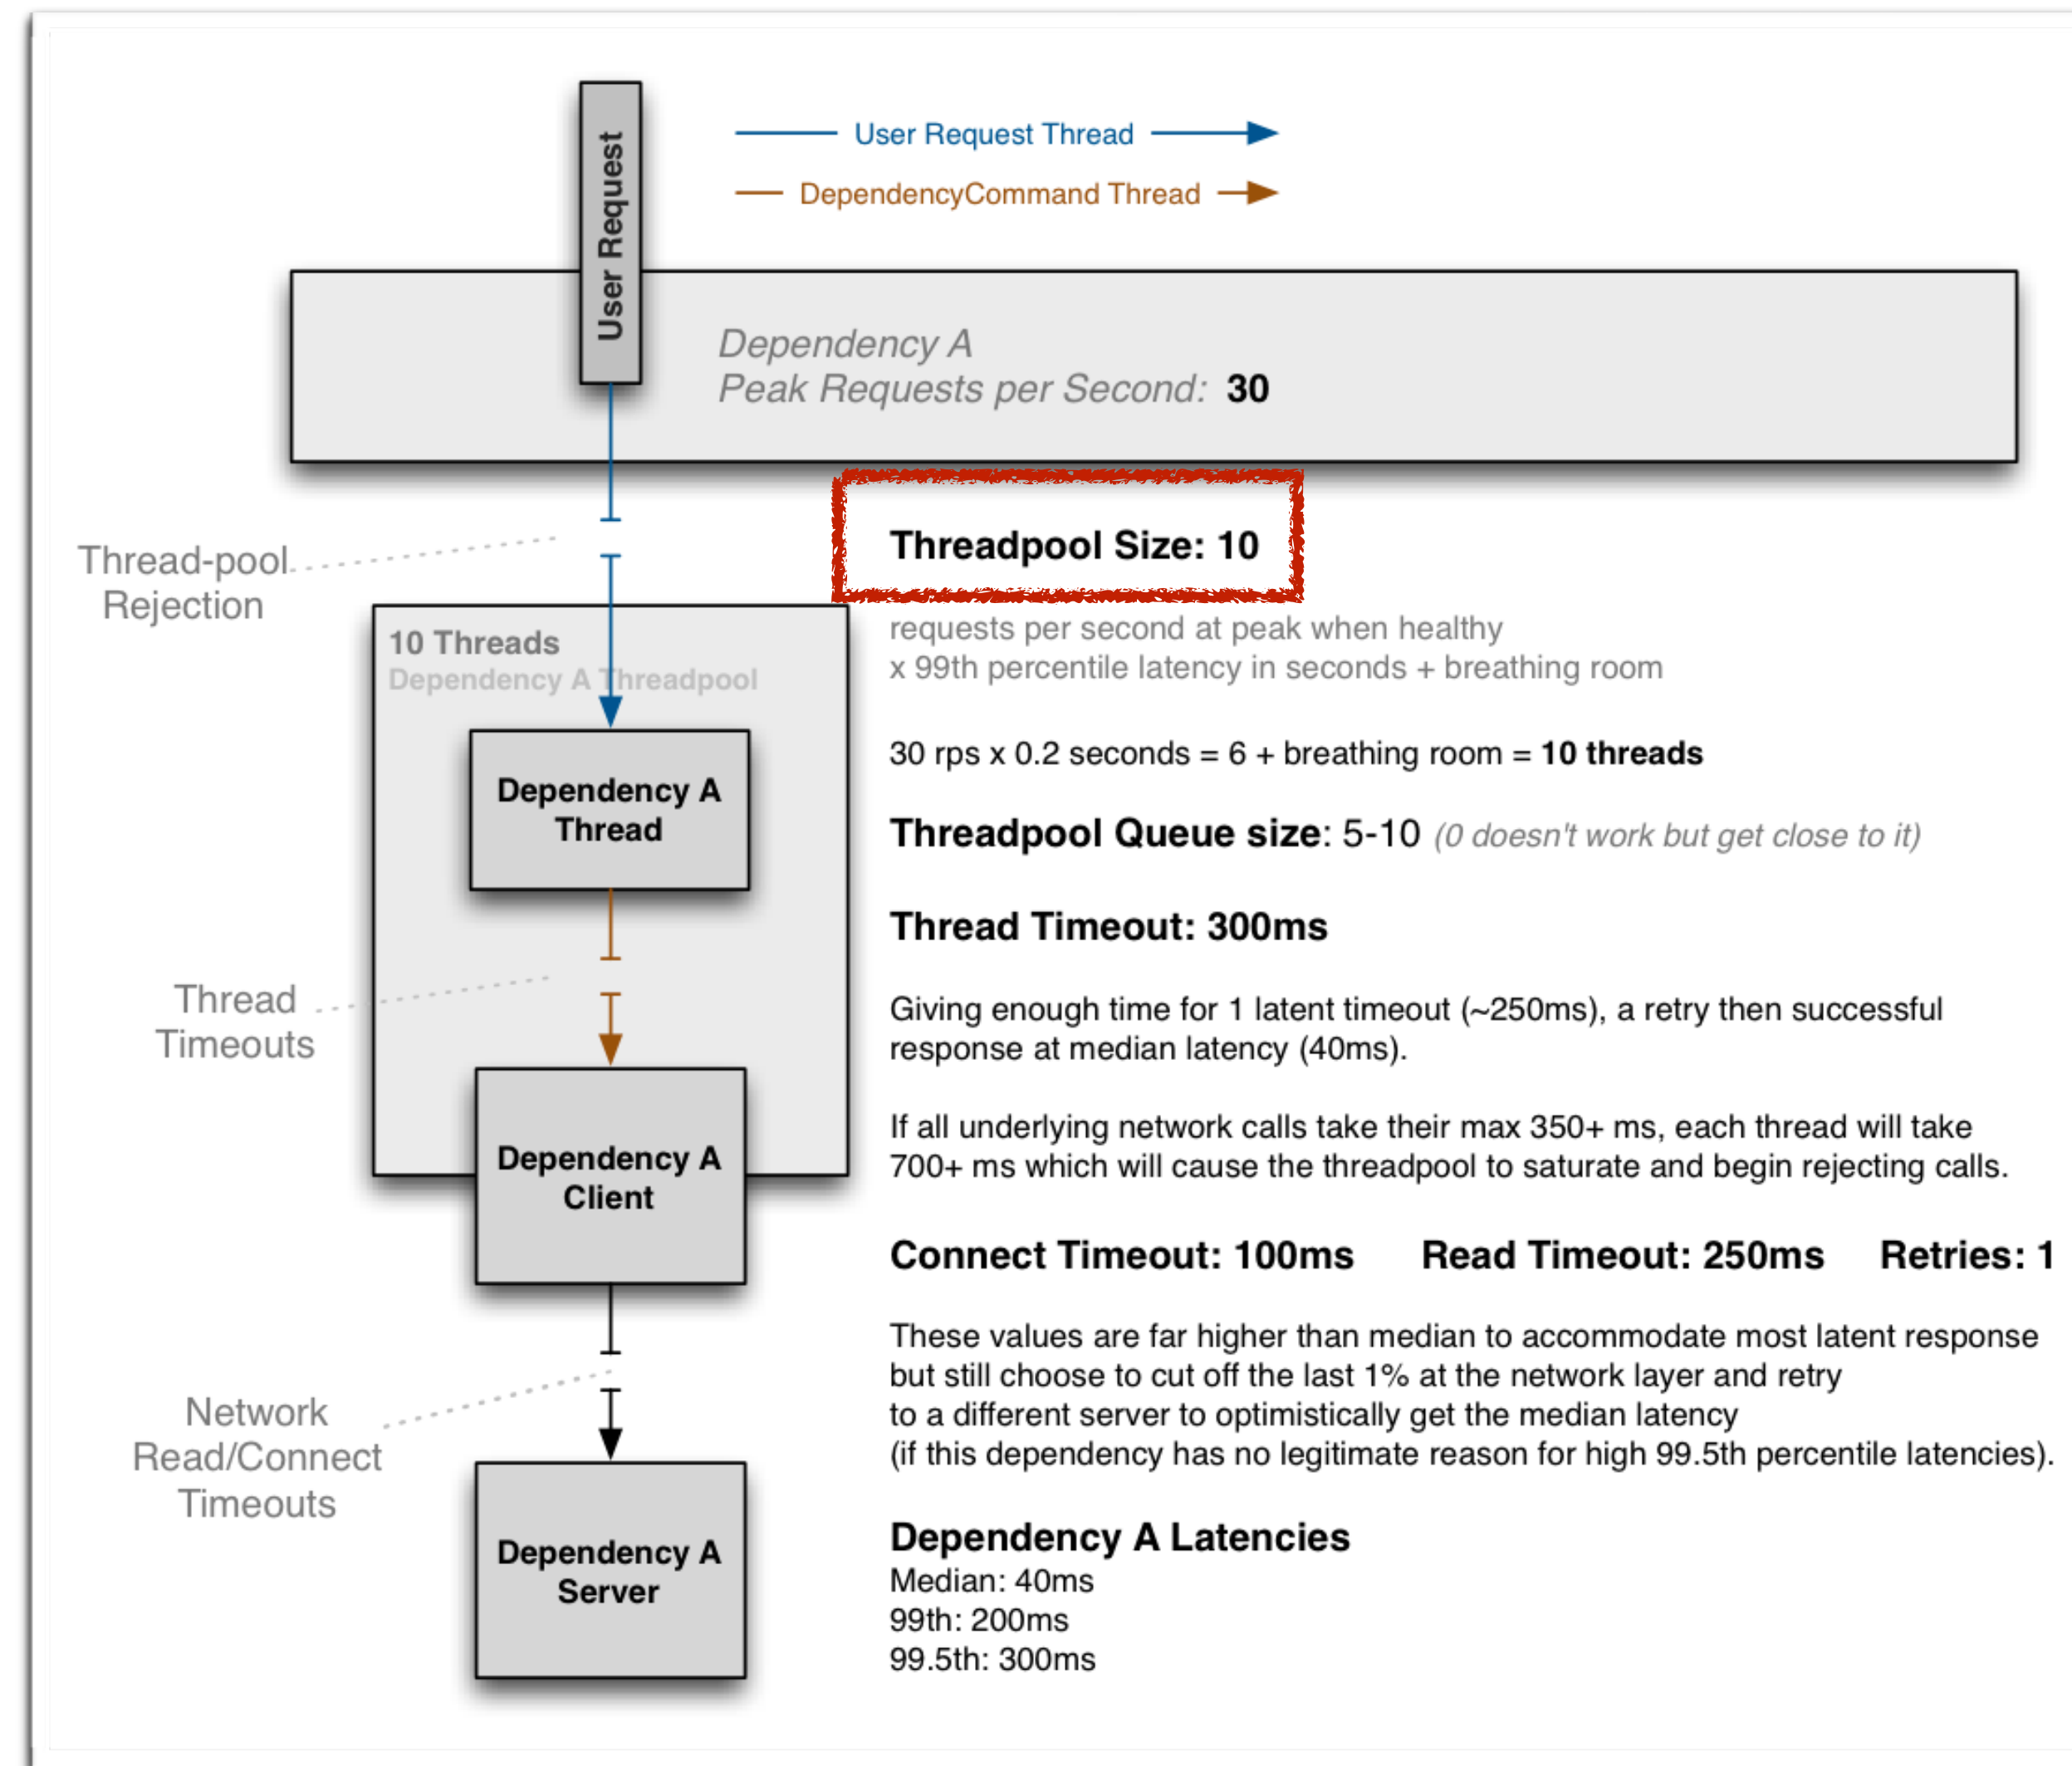 User Request
User Request Thread
DependencyCommand Thread
Dependency A
Peak Requests per Second: 30
Thread-pool
Rejection
Threadpool Size: 10
requests per second at peak when healthy
x 99th percentile latency in seconds + breathing room
10 Threads
Dependency A Threadpool
30 rps x 0.2 seconds = 6 + breathing room = 10 threads
Dependency A
Thread
Threadpool Queue size: 5-10 (0 doesn't work but get close to it)
Thread Timeout: 300ms
Thread
Timeouts
Giving enough time for 1 latent timeout (~250ms), a retry then successful
response at median latency (40ms).
If all underlying network calls take their max 350+ ms, each thread will take
700+ ms which will cause the threadpool to saturate and begin rejecting calls.
Dependency A
Client
Connect Timeout: 100ms Read Timeout: 250ms Retries: 1
These values are far higher than median to accommodate most latent response
but still choose to cut off the last 1% at the network layer and retry
to a different server to optimistically get the median latency
(if this dependency has no legitimate reason for high 99.5th percentile latencies).
Network
Read/Connect
Timeouts
Dependency A
Server
Dependency A Latencies
Median: 40ms
99th: 200ms
99.5th: 300ms